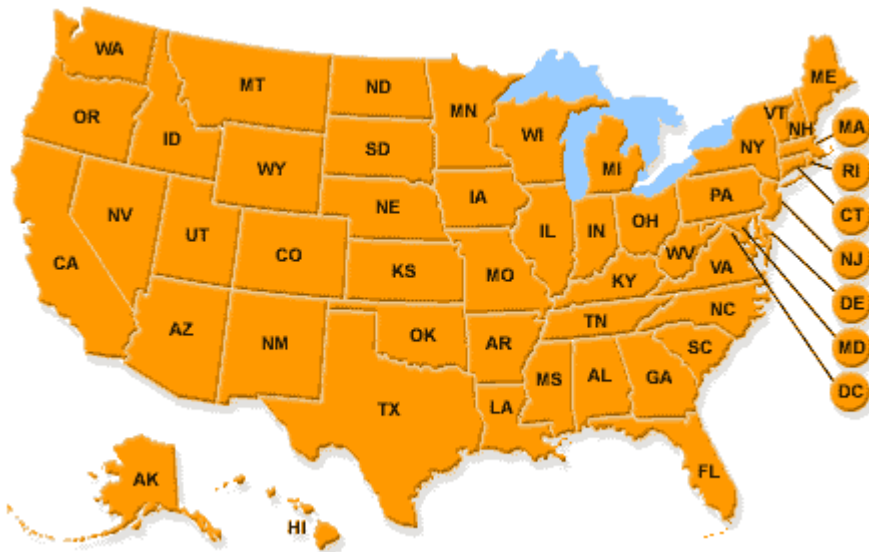 WA
MT
ND
MN
ME
OR
ID
WY
SD
WI
MI
NY
VT
NH
MA
RI
CT
NJ
DE
MD
DC
NV
UT
CO
NE
IA
IL
IN
OH
PA
CA
KS
MO
KY
WV
VA
AZ
NM
OK
AR
TN
NC
SC
TX
LA
MS
AL
GA
FL
AK
HI